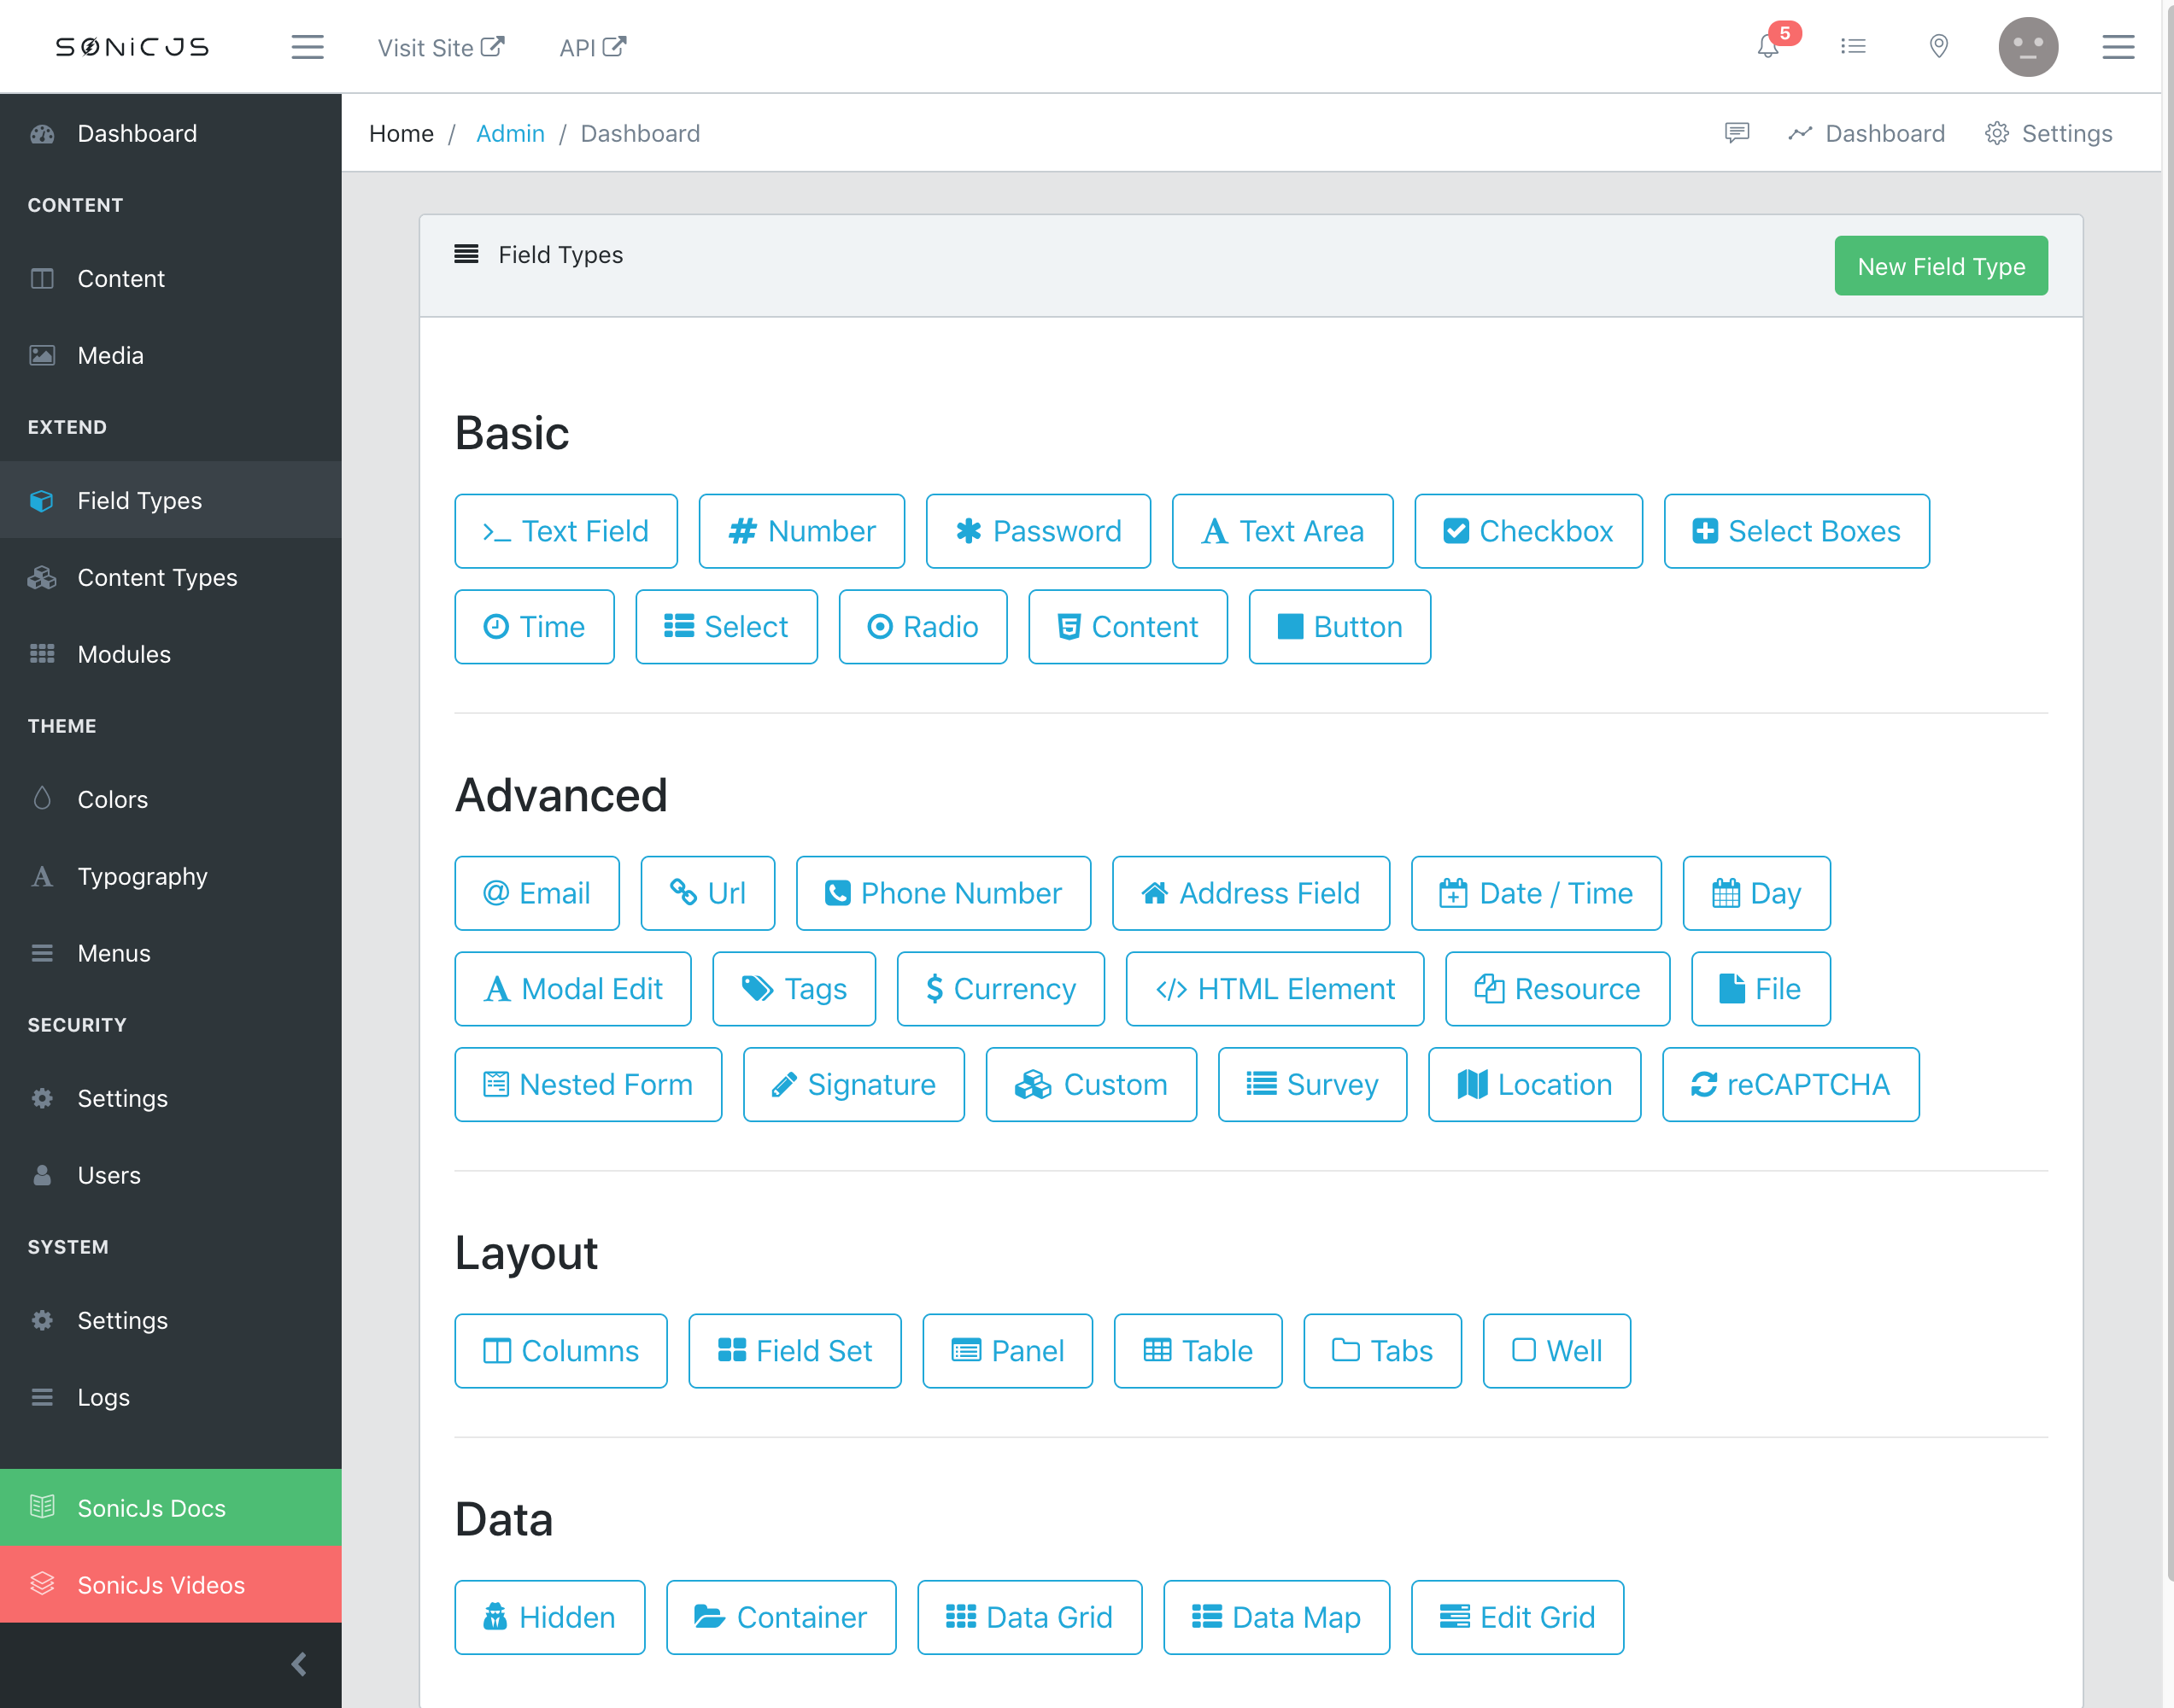 SONiCJS
Visit Site
API
5
Home / Admin / Dashboard
Dashboard
Settings
Dashboard
CONTENT
Content
Media
EXTEND
Field Types
Content Types
Modules
THEME
Colors
Typography
Menus
SECURITY
Settings
Users
SYSTEM
Settings
Logs
SonicJs Docs
SonicJs Videos
Field Types
New Field Type
Basic
Text Field
Number
Password
Text Area
Checkbox
Select Boxes
Time
Select
Radio
Content
Button
Advanced
Email
Url
Phone Number
Address Field
Date / Time
Day
Modal Edit
Tags
Currency
HTML Element
Resource
File
Nested Form
Signature
Custom
Survey
Location
reCAPTCHA
Layout
Columns
Field Set
Panel
Table
Tabs
Well
Data
Hidden
Container
Data Grid
Data Map
Edit Grid